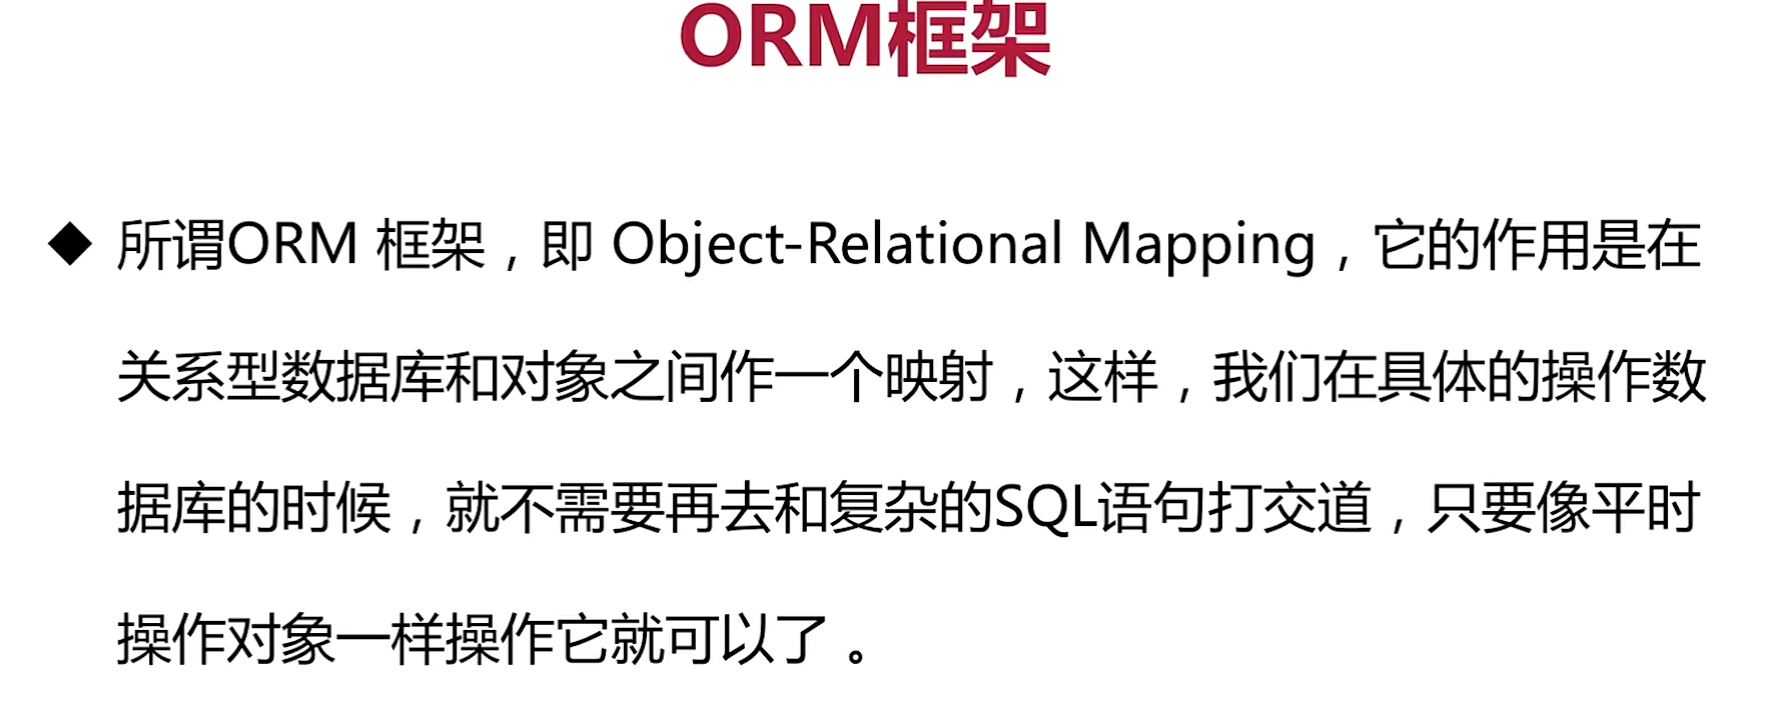 ORM框架
◆ 所谓ORM 框架，即 Object-Relational Mapping，它的作用是在
关系型数据库和对象之间作一个映射，这样，我们在具体的操作数
据库的时候，就不需要再去和复杂的SQL语句打交道，只要像平时
操作对象一样操作它就可以了 。